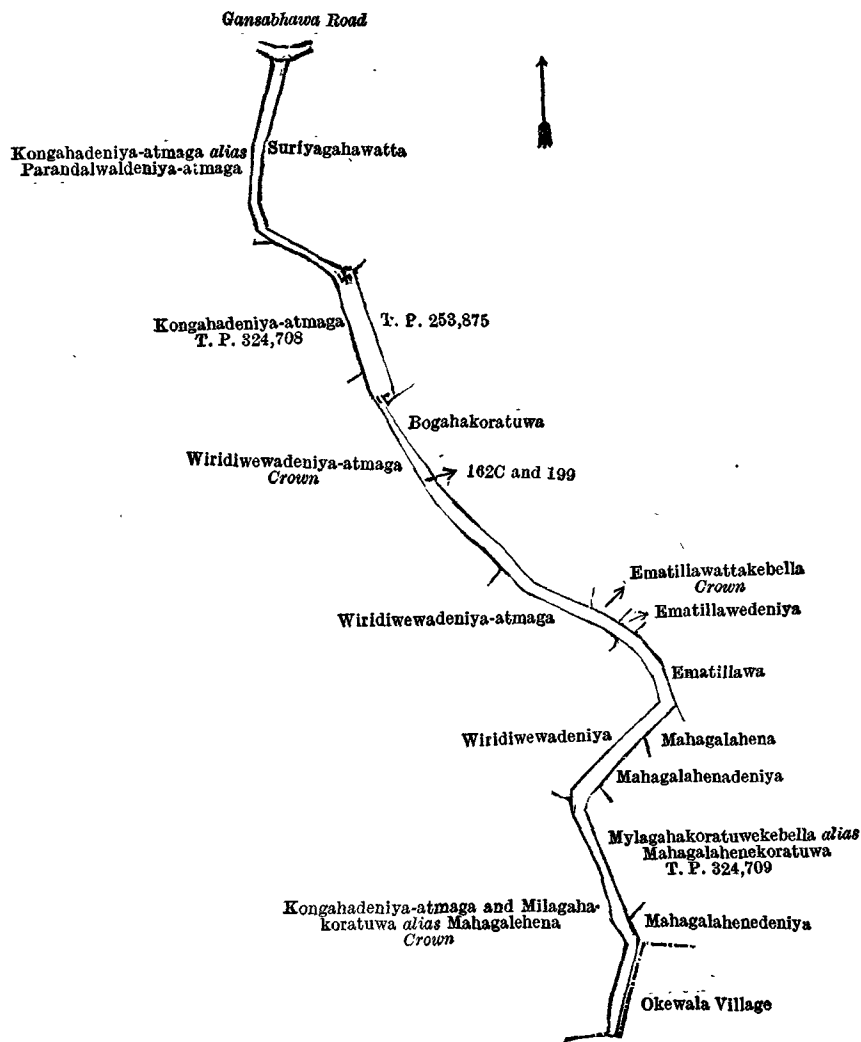 Gansabhawa Road
Kongahadeniya-atmaga alias
Parandalwaldeniya-atmaga
Suriyagahawatta
Kongahadeniya-atmaga
T. P. 324,708
T. P. 253,875
Bogahakoratuwa
Wiridiwewadeniya-atmaga
Crown
162C and 199
Ematillawattakebella
Crown
Ematillawedeniya
Wiridiwewadeniya-atmaga
Ematillawa
Wiridiwewadeniya
Mahagalahena
Mahagalahenadeniya
Mylagahakoratuwekebella alias
Mahagalahenekoratuwa
T. P. 324,709
Kongahadeniya-atmaga and Milagaha-
koratuwa alias Mahagalehena
Crown
Mahagalahenedeniya
Okewala Village